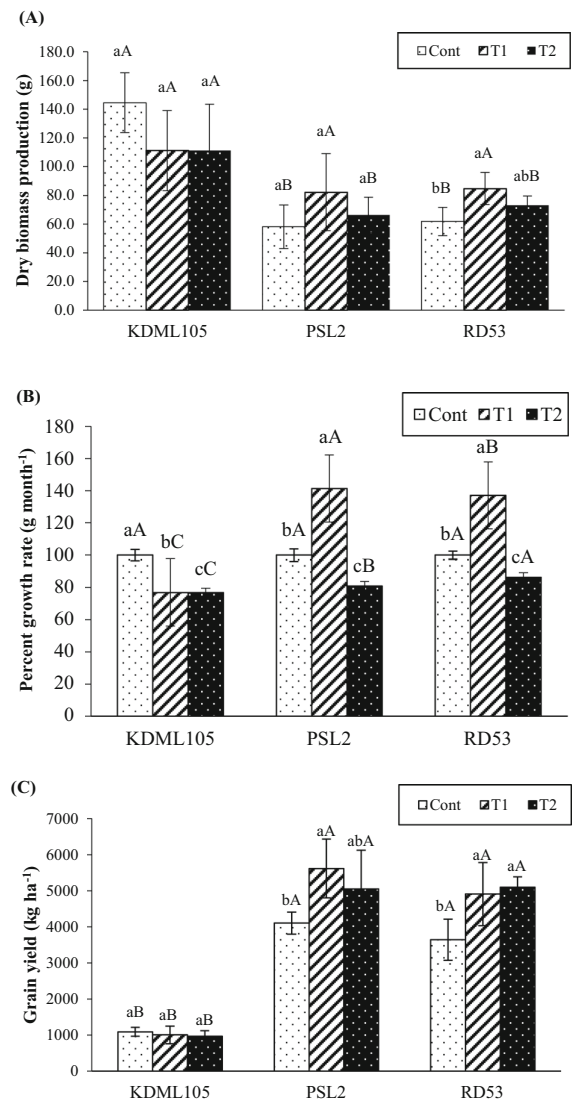 (A)
Dry biomass production (g)
180.0
160.0
140.0
120.0
100.0
80.0
60.0
40.0
20.0
0.0
Cont T1 T2
aA aA aA
aB aA aB
bB aA abB
KDML105 PSL2 RD53
(B)
Percent growth rate (g month⁻¹)
180
160
140
120
100
80
60
40
20
0
Cont T1 T2
aA bC cC
bA aA cB
bA aB cA
KDML105 PSL2 RD53
(C)
Grain yield (kg ha⁻¹)
7000
6000
5000
4000
3000
2000
1000
0
Cont T1 T2
aB aB aB
bA aA abA
bA aA aA
KDML105 PSL2 RD53